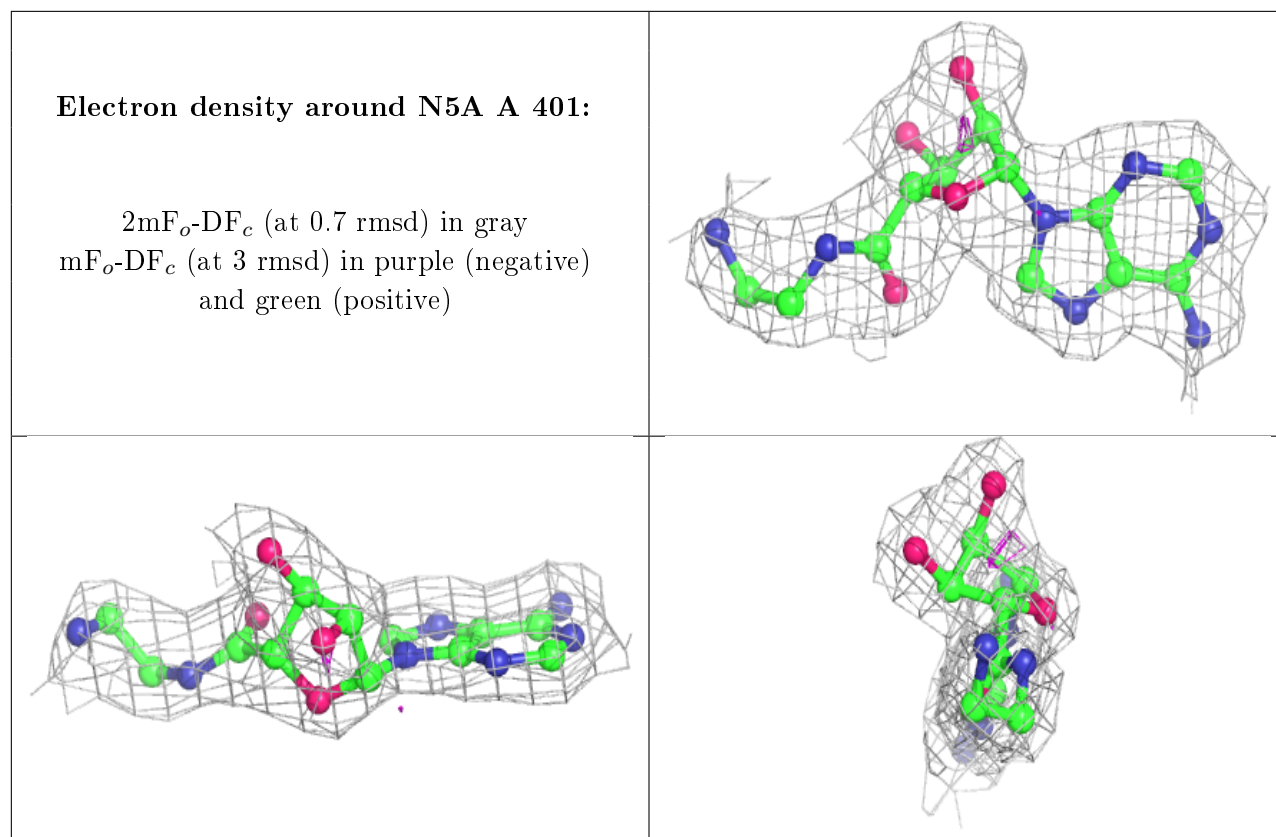 Electron density around N5A A 401:
2mFₒ-DF𝒸 (at 0.7 rmsd) in gray
mFₒ-DF𝒸 (at 3 rmsd) in purple (negative)
and green (positive)